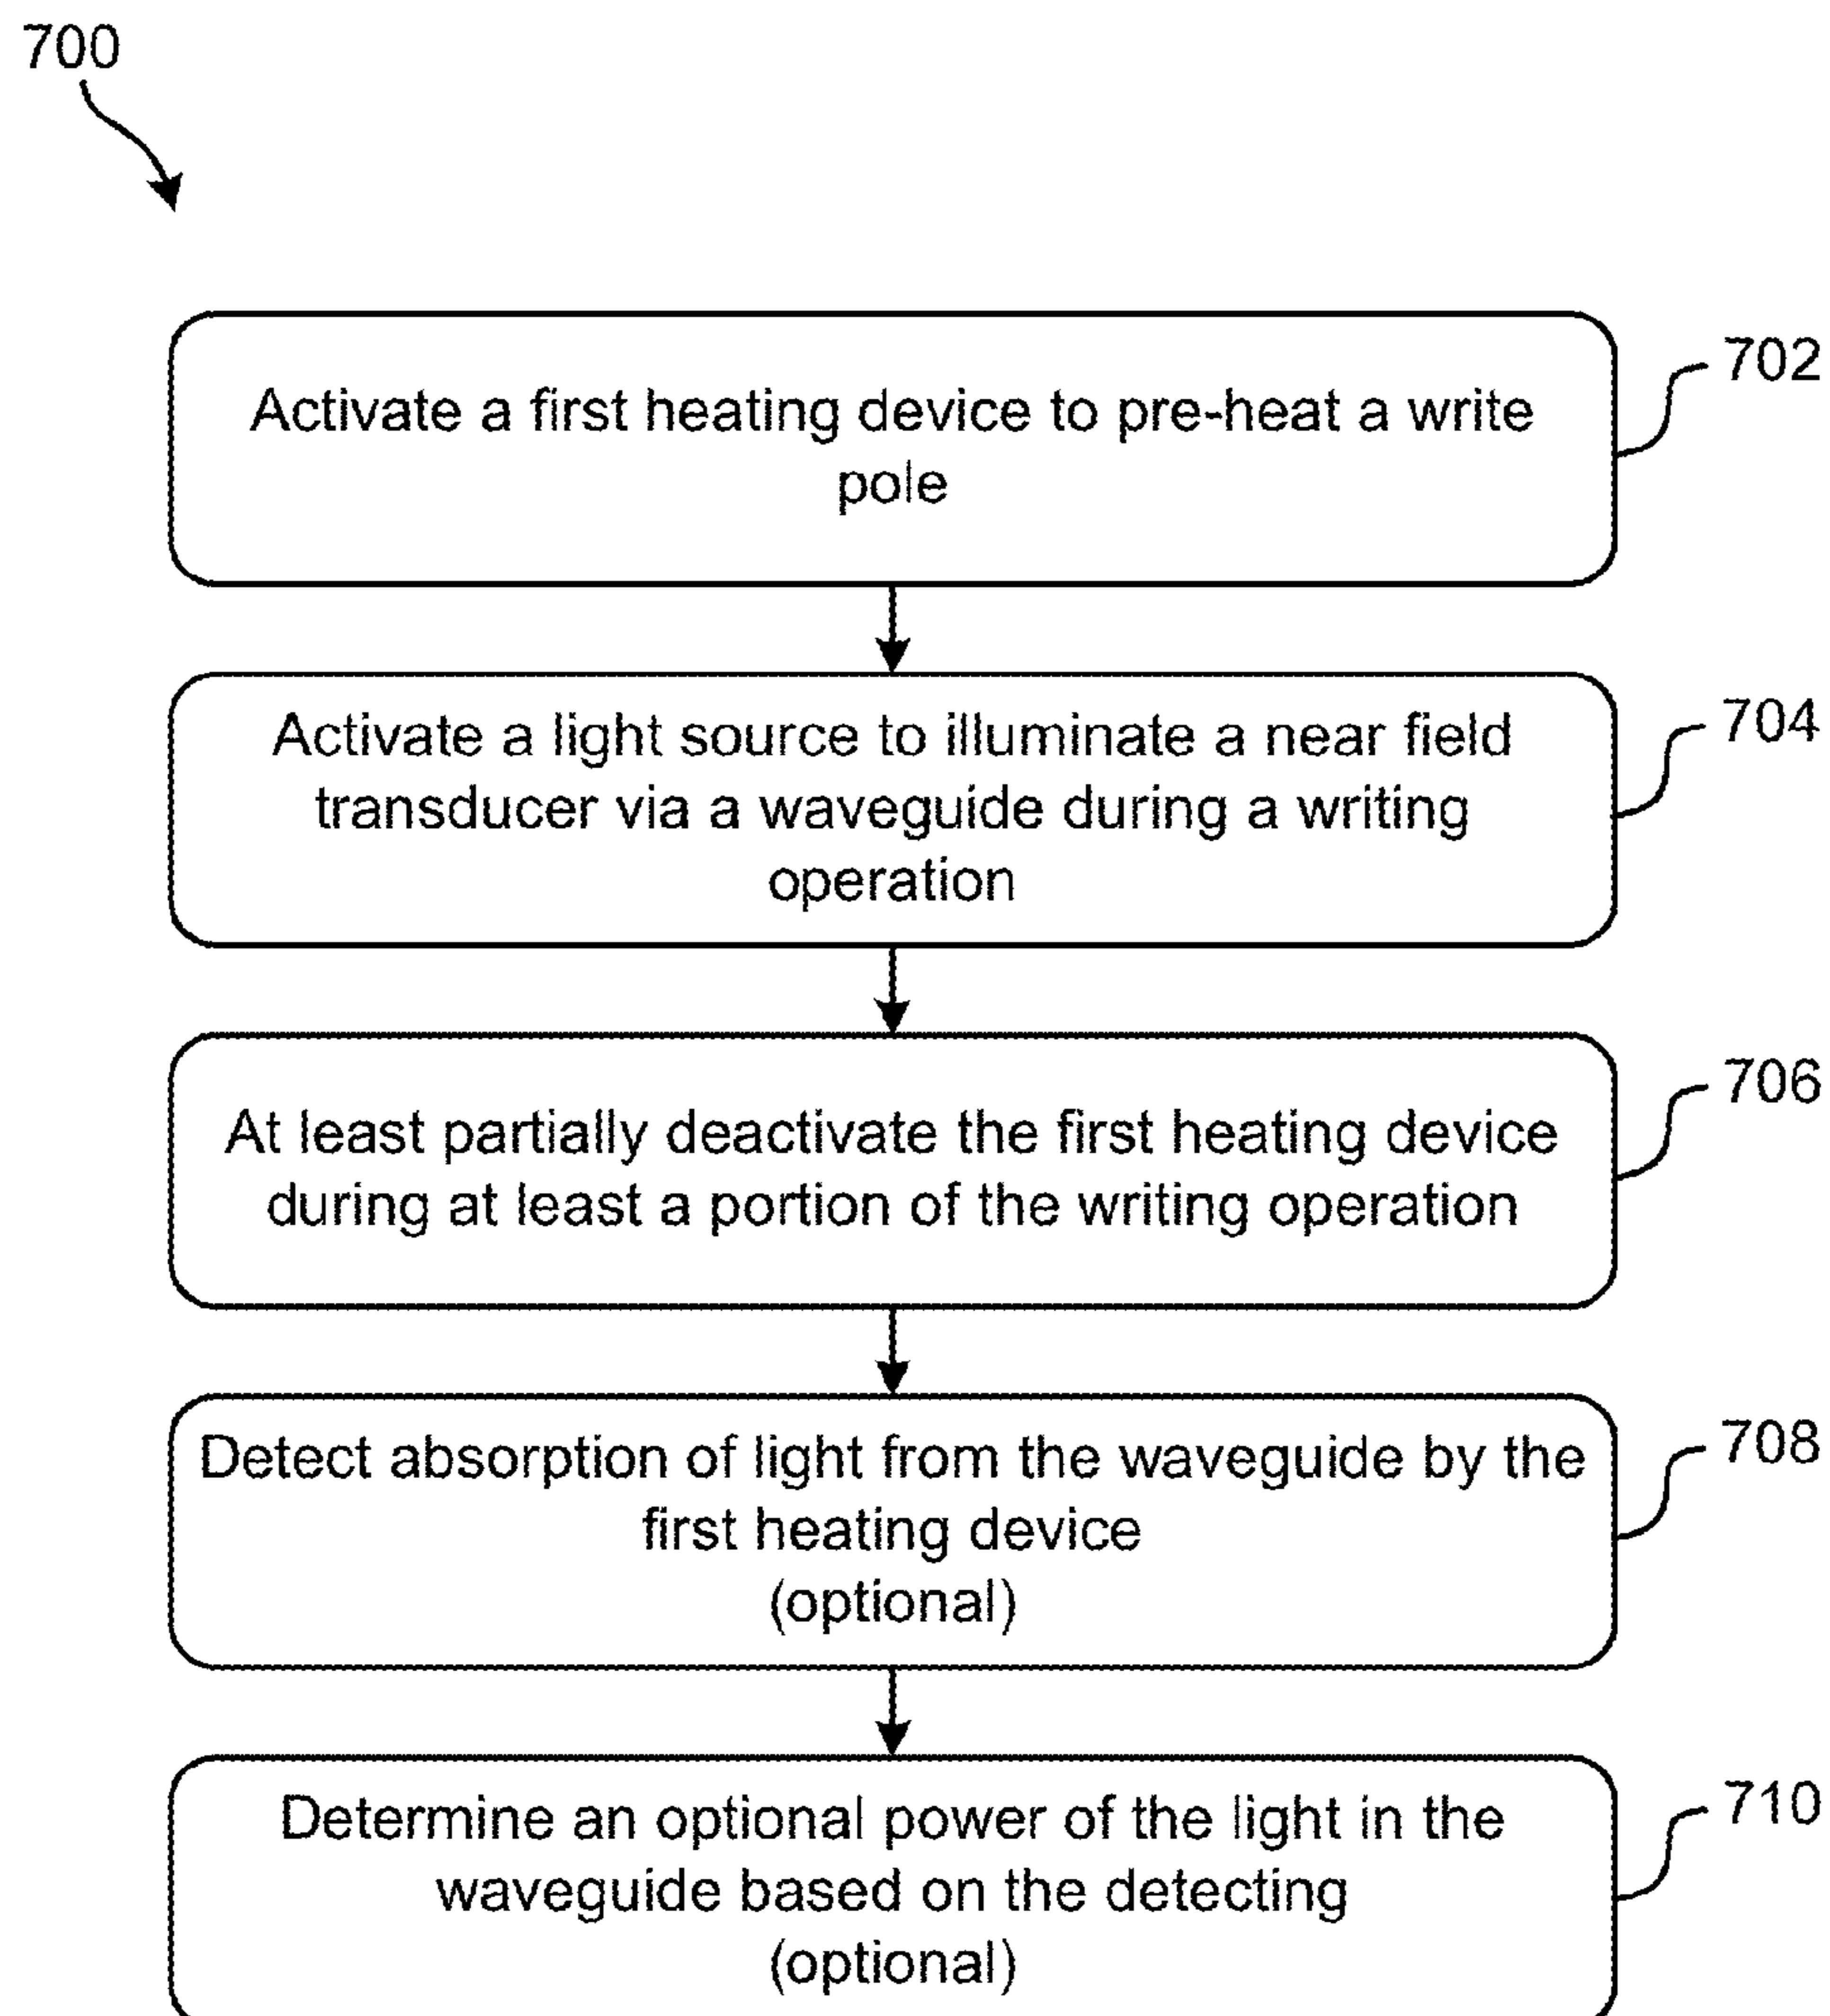 700
Activate a first heating device to pre-heat a write
pole
702
Activate a light source to illuminate a near field
transducer via a waveguide during a writing
operation
704
At least partially deactivate the first heating device
during at least a portion of the writing operation
706
Detect absorption of light from the waveguide by the
first heating device
(optional)
708
Determine an optional power of the light in the
waveguide based on the detecting
(optional)
710